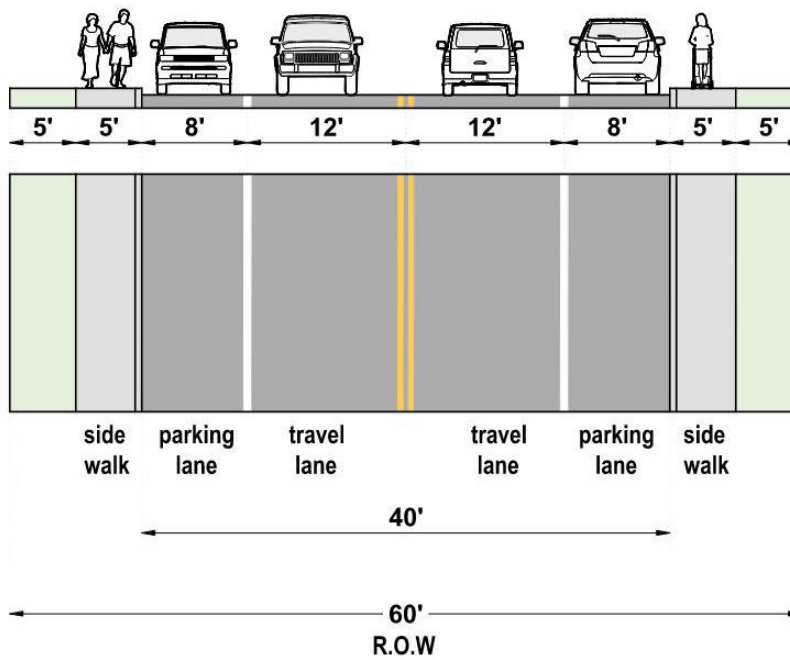 5' 5' 8' 12' 12' 8' 5' 5'
side walk
parking lane
travel lane
travel lane
parking lane
side walk
40'
60'
R.O.W